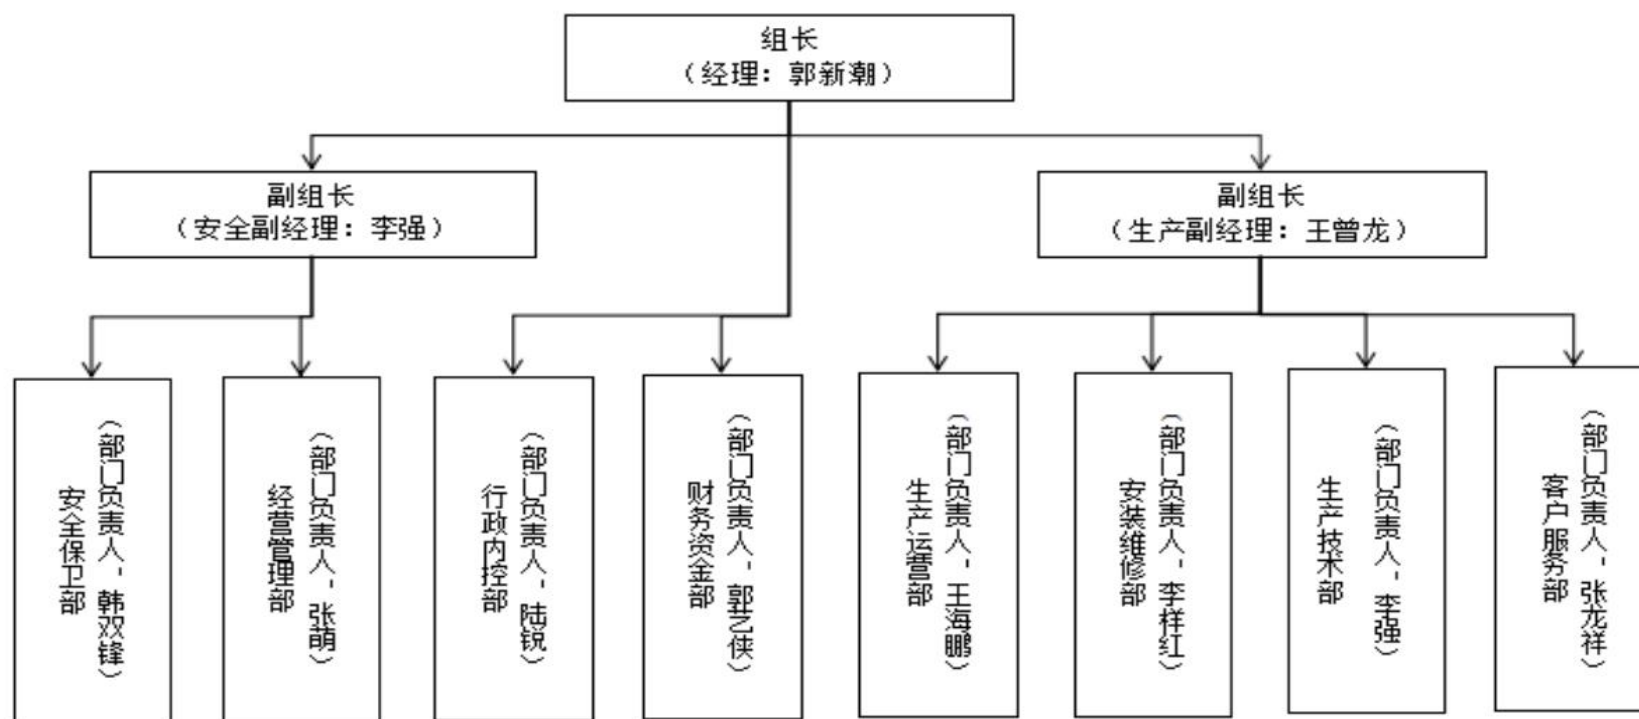 组长
（经理：郭新潮）
副组长
（安全副经理：李强）
副组长
（生产副经理：王曾龙）
（部门负责人-韩双锋）
安全保卫部
（部门负责人-张萌）
经营管理部
（部门负责人-陆锐）
行政内控部
（部门负责人-郭艺侠）
财务资金部
（部门负责人-王海鹏）
生产运营部
（部门负责人-李样红）
安装维修部
（部门负责人-李强）
生产技术部
（部门负责人-张龙祥）
客户服务部